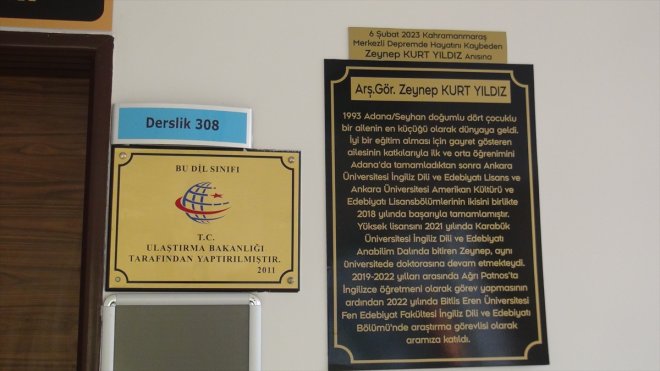 Derslik 308
BU DİL SINIFI
T.C.
ULAŞTIRMA BAKANLIĞI
TARAFINDAN YAPTIRILMIŞTIR.
2011
6 Şubat 2023 Kahramanmaraş
Merkezli Depremde Hayatını Kaybeden
Zeynep KURT YILDIZ Anısına
Arş.Gör. Zeynep KURT YILDIZ
1993 Adana/Seyhan doğumlu dört çocuklu
bir ailenin en küçüğü olarak dünyaya geldi.
İyi bir eğitim alması için gayret gösteren
ailesinin katkılarıyla ilk ve orta öğrenimini
Adana'da tamamladıktan sonra Ankara
Üniversitesi İngiliz Dili ve Edebiyatı Lisans ve
Ankara Üniversitesi Amerikan Kültürü ve
Edebiyatı Lisansbölümlerinin ikisini birlikte
2018 yılında başarıyla tamamlamıştır.
Yüksek lisansını 2021 yılında Karabük
Üniversitesi İngiliz Dili ve Edebiyatı
Anabilim Dalında bitiren Zeynep, aynı
üniversitede doktorasına devam etmekteydi.
2019-2022 yılları arasında Ağrı Patnos'ta
İngilizce öğretmeni olarak görev yapmasının
ardından 2022 yılında Bitlis Eren Üniversitesi
Fen Edebiyat Fakültesi İngiliz Dili ve Edebiyatı
Bölümü'nde araştırma görevlisi olarak
aramıza katıldı.